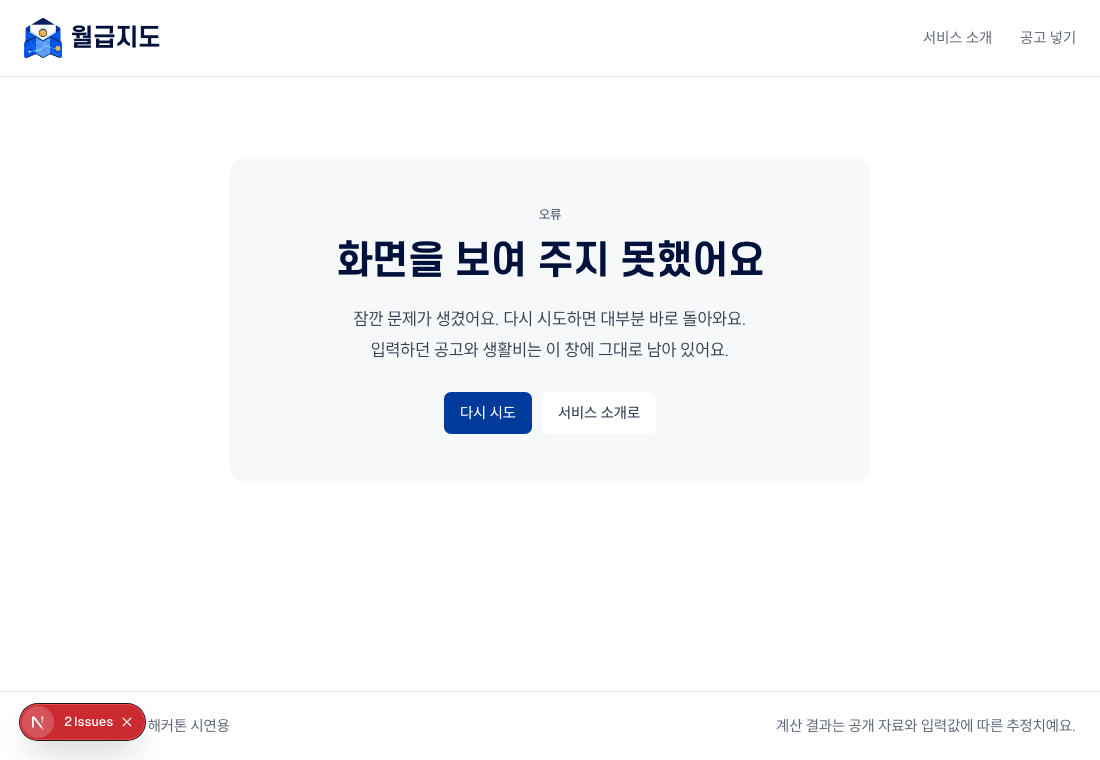 월급지도
서비스 소개
공고 넣기
오류
화면을 보여 주지 못했어요
잠깐 문제가 생겼어요. 다시 시도하면 대부분 바로 돌아와요.
입력하던 공고와 생활비는 이 창에 그대로 남아 있어요.
다시 시도
서비스 소개로
N
2 Issues
해커톤 시연용
계산 결과는 공개 자료와 입력값에 따른 추정치예요.